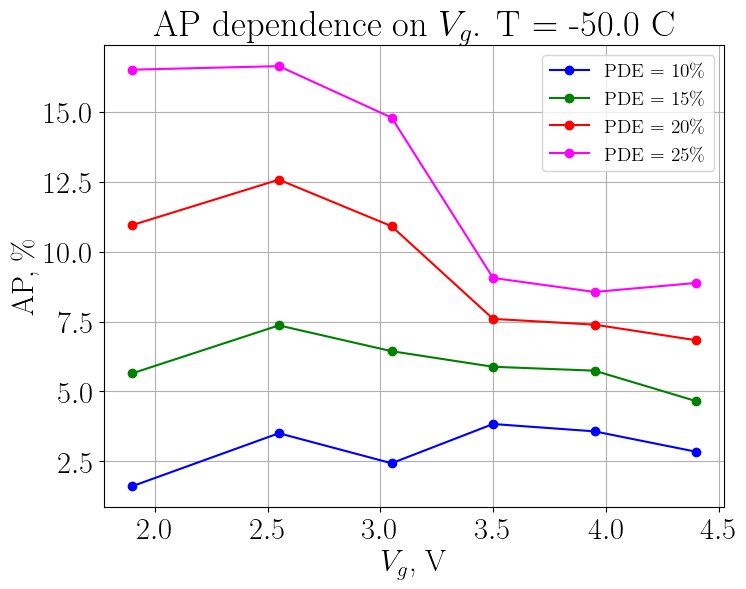 AP dependence on V_g. T = -50.0 C
PDE = 10%
PDE = 15%
PDE = 20%
PDE = 25%
AP, %
15.0
12.5
10.0
7.5
5.0
2.5
2.0 2.5 3.0 3.5 4.0 4.5
V_g, V